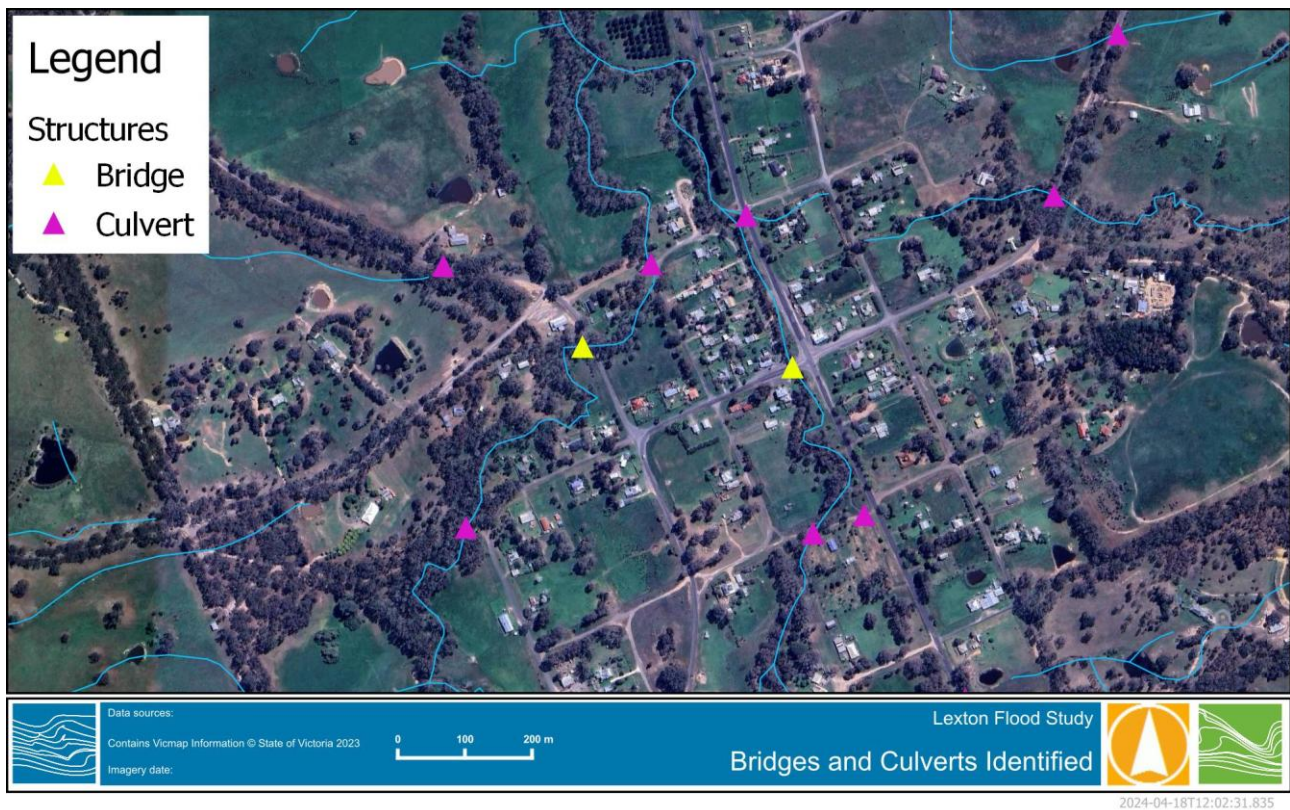 Legend
Structures
Bridge
Culvert
Data sources:
Contains Vicmap Information © State of Victoria 2023
Imagery date:
0 100 200 m
Lexton Flood Study
Bridges and Culverts Identified
2024-04-18T12:02:31.835